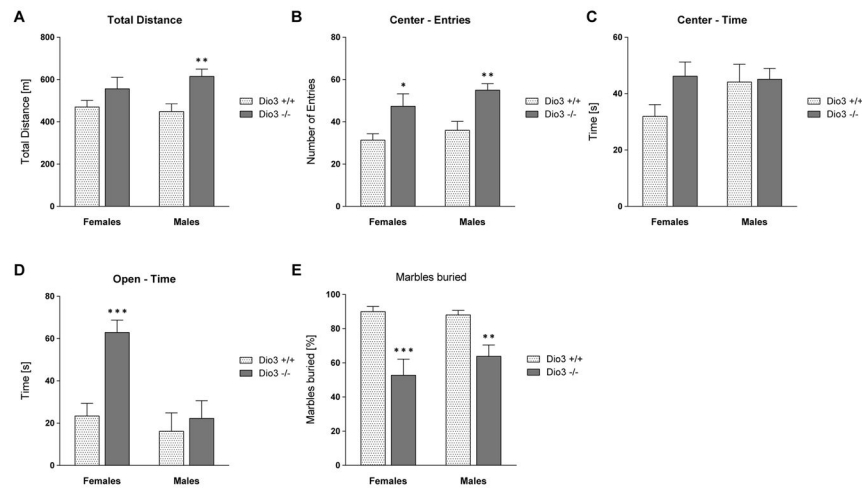 A
Total Distance
Total Distance [m]
800
600
400
200
0
Females
Males
Dio3 +/+
Dio3 -/-
**
B
Center - Entries
Number of Entries
80
60
40
20
0
Females
Males
Dio3 +/+
Dio3 -/-
*
**
C
Center - Time
Time [s]
60
40
20
0
Females
Males
Dio3 +/+
Dio3 -/-
D
Open - Time
Time [s]
80
60
40
20
0
Females
Males
Dio3 +/+
Dio3 -/-
***
E
Marbles buried
Marbles buried [%]
100
80
60
40
20
0
Females
Males
Dio3 +/+
Dio3 -/-
***
**